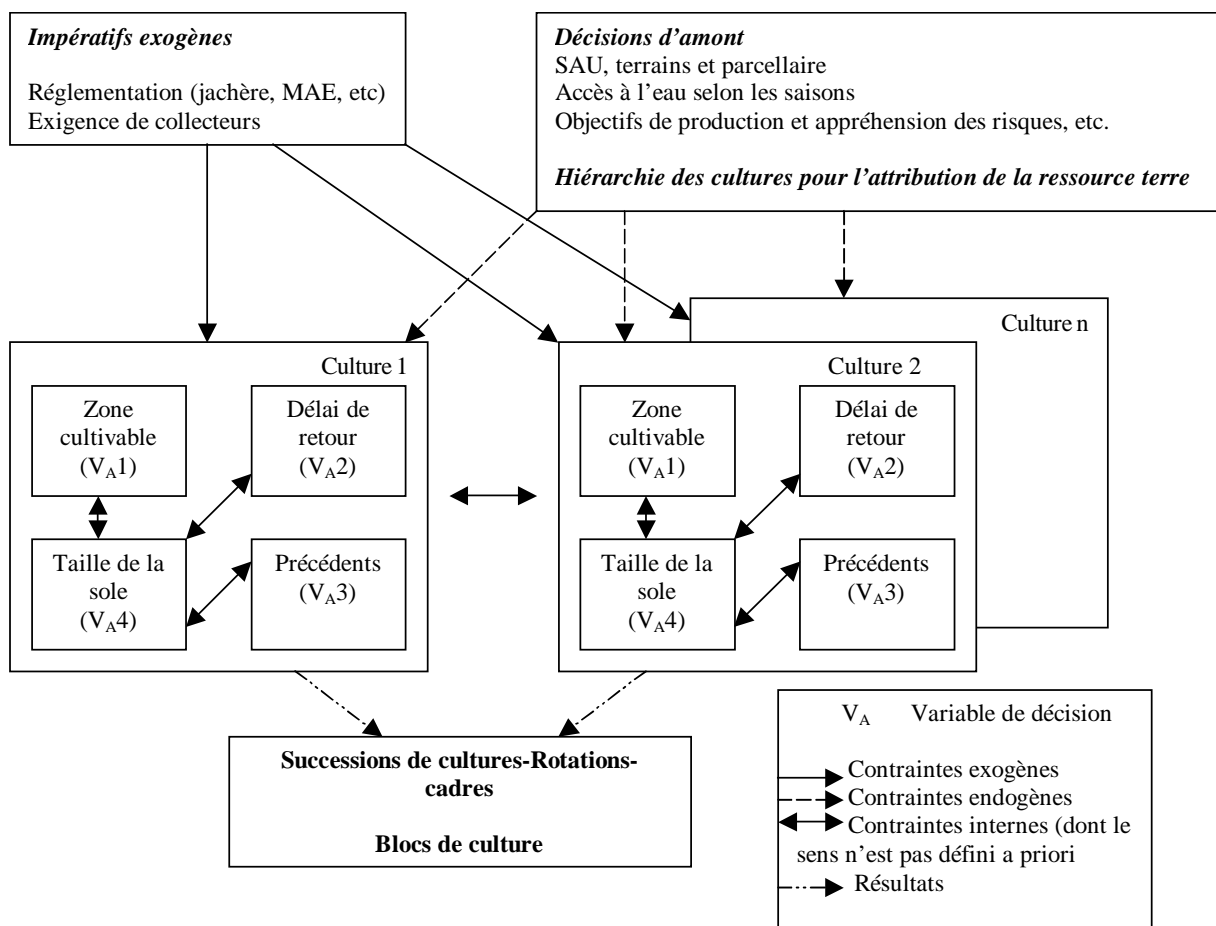 Impératifs exogènes
Réglementation (jachère, MAE, etc)
Exigence de collecteurs
Décisions d'amont
SAU, terrains et parcellaire
Accès à l'eau selon les saisons
Objectifs de production et appréhension des risques, etc.
Hiérarchie des cultures pour l'attribution de la ressource terre
Culture n
Culture 1
Zone
cultivable
(VA1)
Délai de
retour
(VA2)
Taille de la
sole
(VA4)
Précédents
(VA3)
Culture 2
Zone
cultivable
(VA1)
Délai de
retour
(VA2)
Taille de la
sole
(VA4)
Précédents
(VA3)
Successions de cultures-Rotations-
cadres
Blocs de culture
VA Variable de décision
Contraintes exogènes
Contraintes endogènes
Contraintes internes (dont le
sens n'est pas défini a priori
Résultats